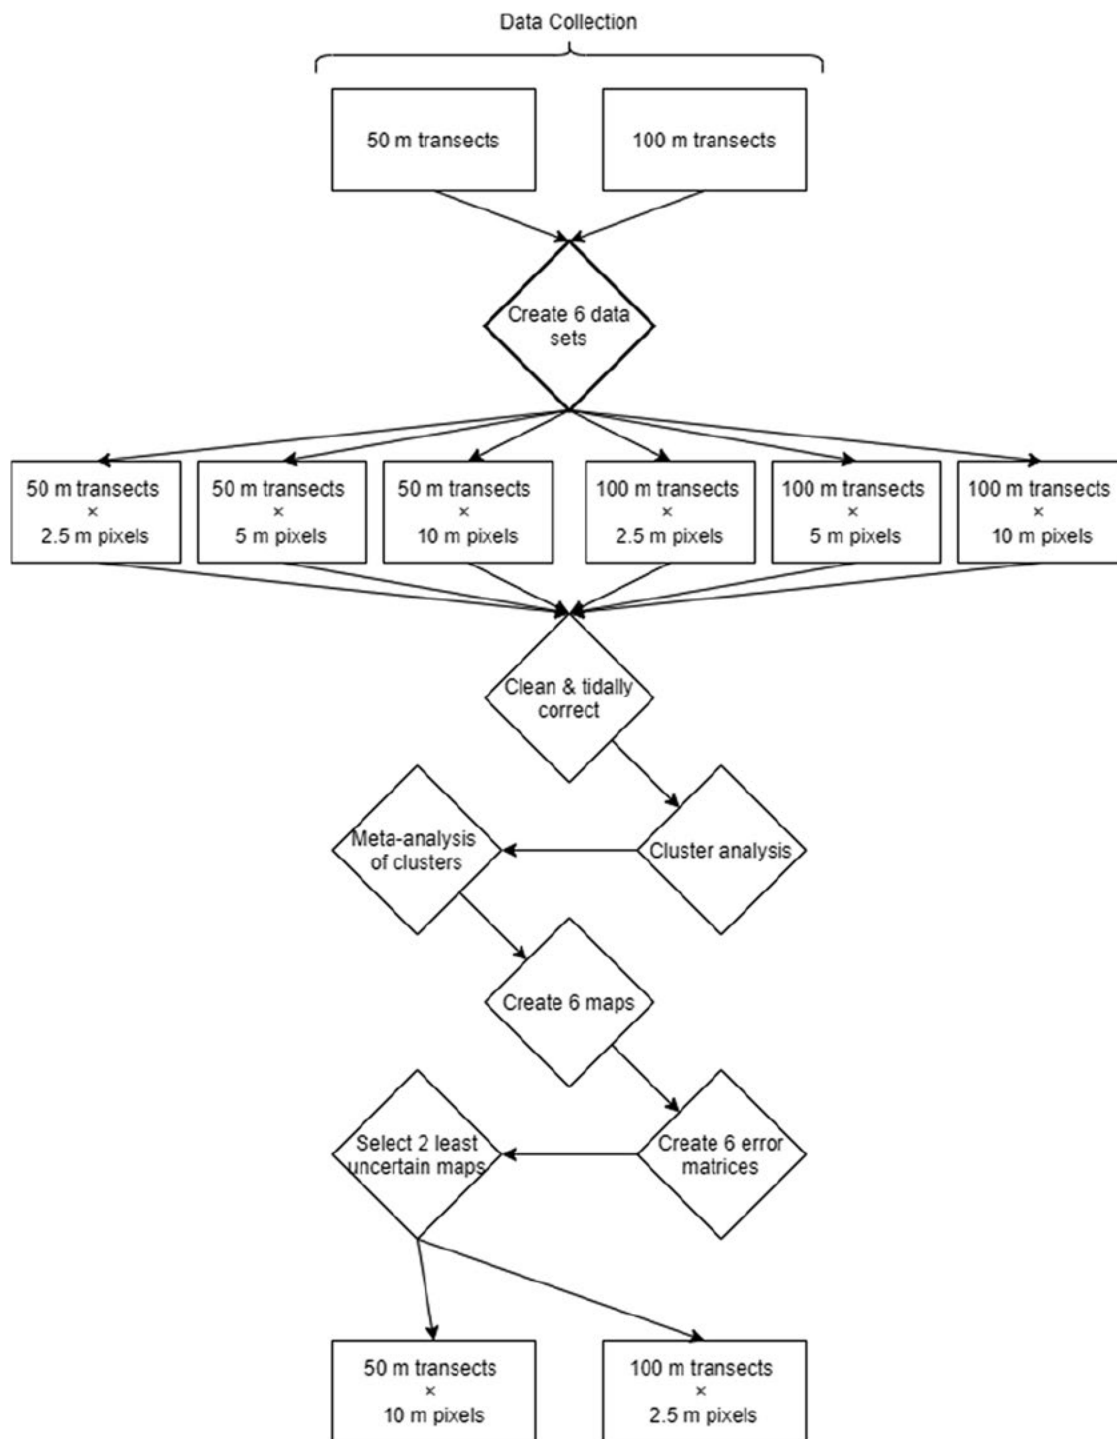 Data Collection
50 m transects
100 m transects
Create 6 data
sets
50 m transects
×
2.5 m pixels
50 m transects
×
5 m pixels
50 m transects
×
10 m pixels
100 m transects
×
2.5 m pixels
100 m transects
×
5 m pixels
100 m transects
×
10 m pixels
Clean & tidally
correct
Cluster analysis
Meta-analysis
of clusters
Create 6 maps
Create 6 error
matrices
Select 2 least
uncertain maps
50 m transects
×
10 m pixels
100 m transects
×
2.5 m pixels